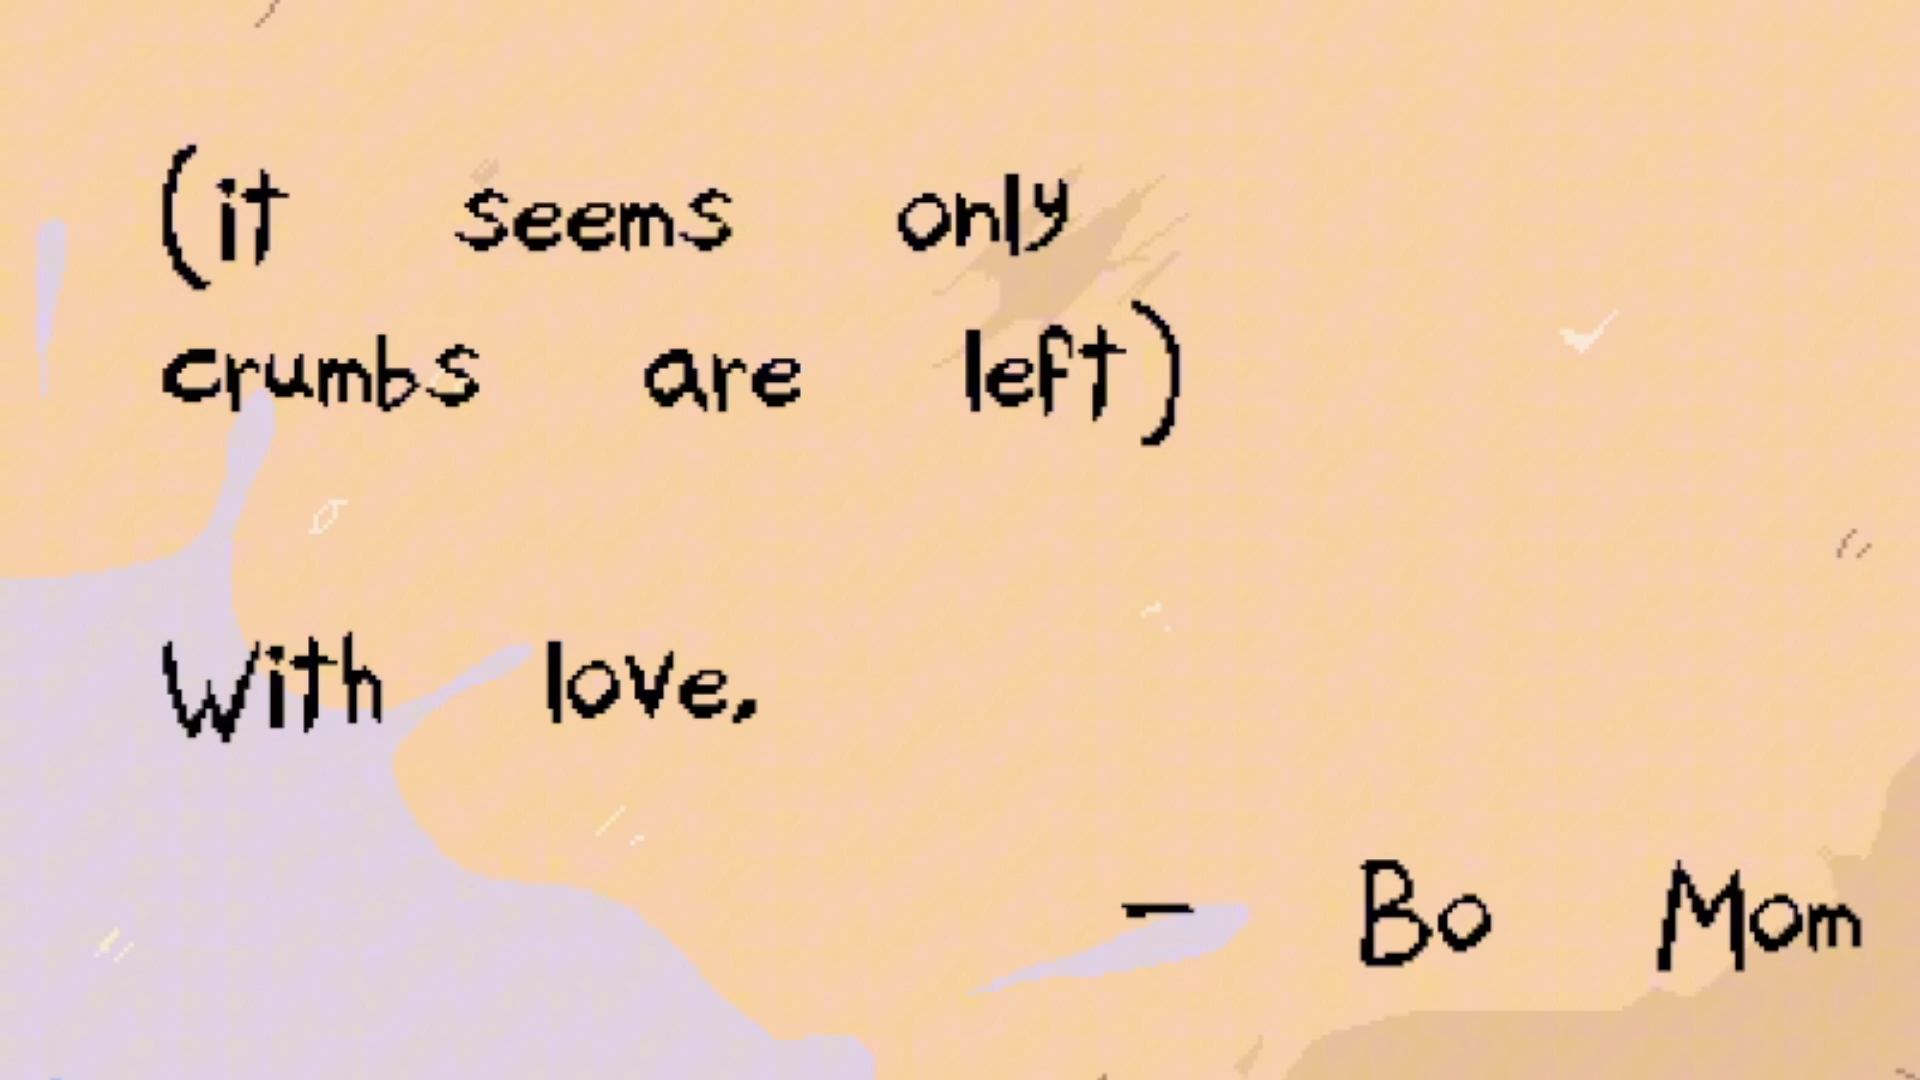 (it seems only
crumbs are left)
With love,
- Bo Mom